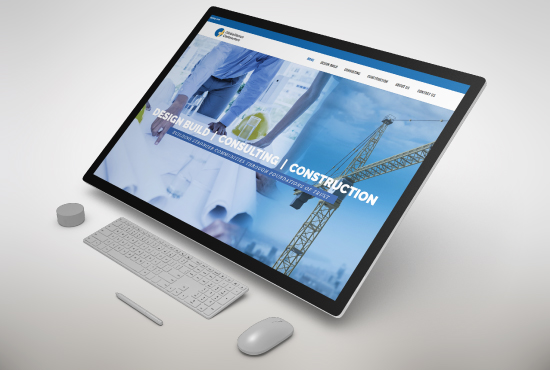 HOME
DESIGN BUILD
CONSULTING
CONSTRUCTION
ABOUT US
CONTACT US
DESIGN BUILD | CONSULTING | CONSTRUCTION
BUILDING STRONGER COMMUNITIES THROUGH FOUNDATIONS OF TRUST